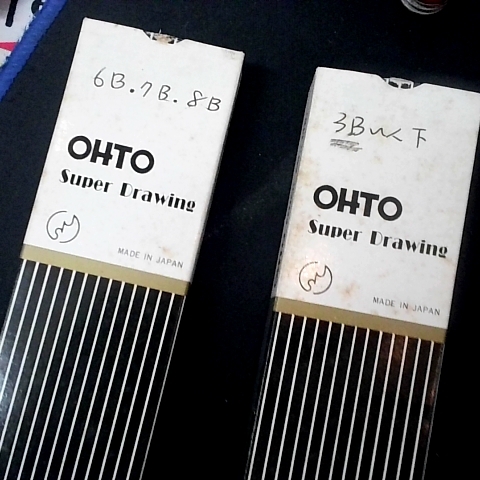 6B.7B.8B
OHTO
Super Drawing
MADE IN JAPAN
3B以下
OHTO
Super Drawing
MADE IN JAPAN